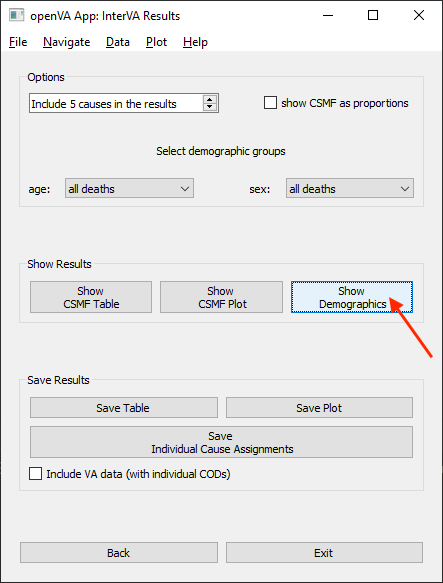 openVA App: InterVA Results
File Navigate Data Plot Help
Options
Include 5 causes in the results
show CSMF as proportions
Select demographic groups
age: all deaths sex: all deaths
Show Results
Show
CSMF Table
Show
CSMF Plot
Show
Demographics
Save Results
Save Table
Save Plot
Save
Individual Cause Assignments
Include VA data (with individual CODs)
Back
Exit